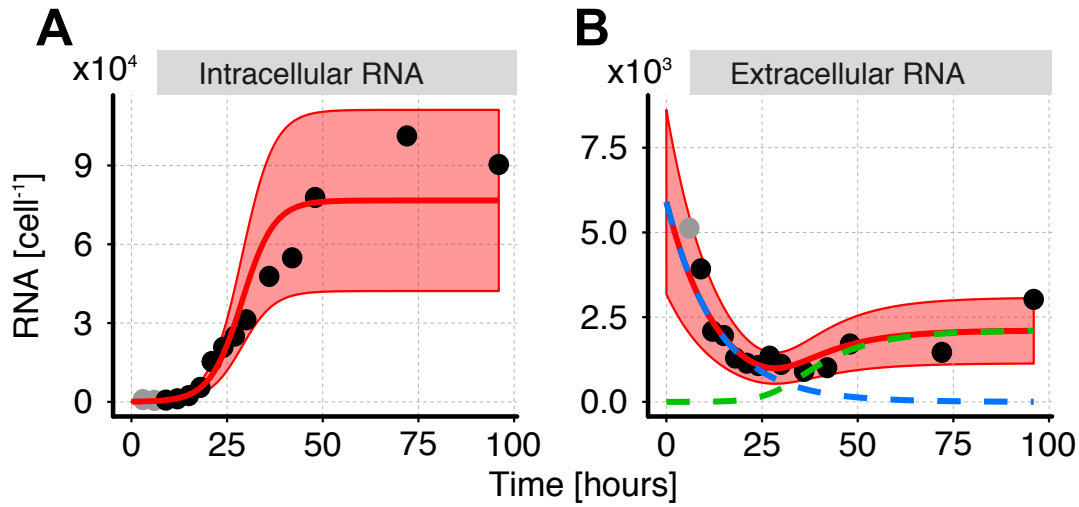 A
B
x10⁴
Intracellular RNA
x10³
Extracellular RNA
RNA [cell⁻¹]
9
6
3
0
7.5
5.0
2.5
0.0
0 25 50 75 100
0 25 50 75 100
Time [hours]